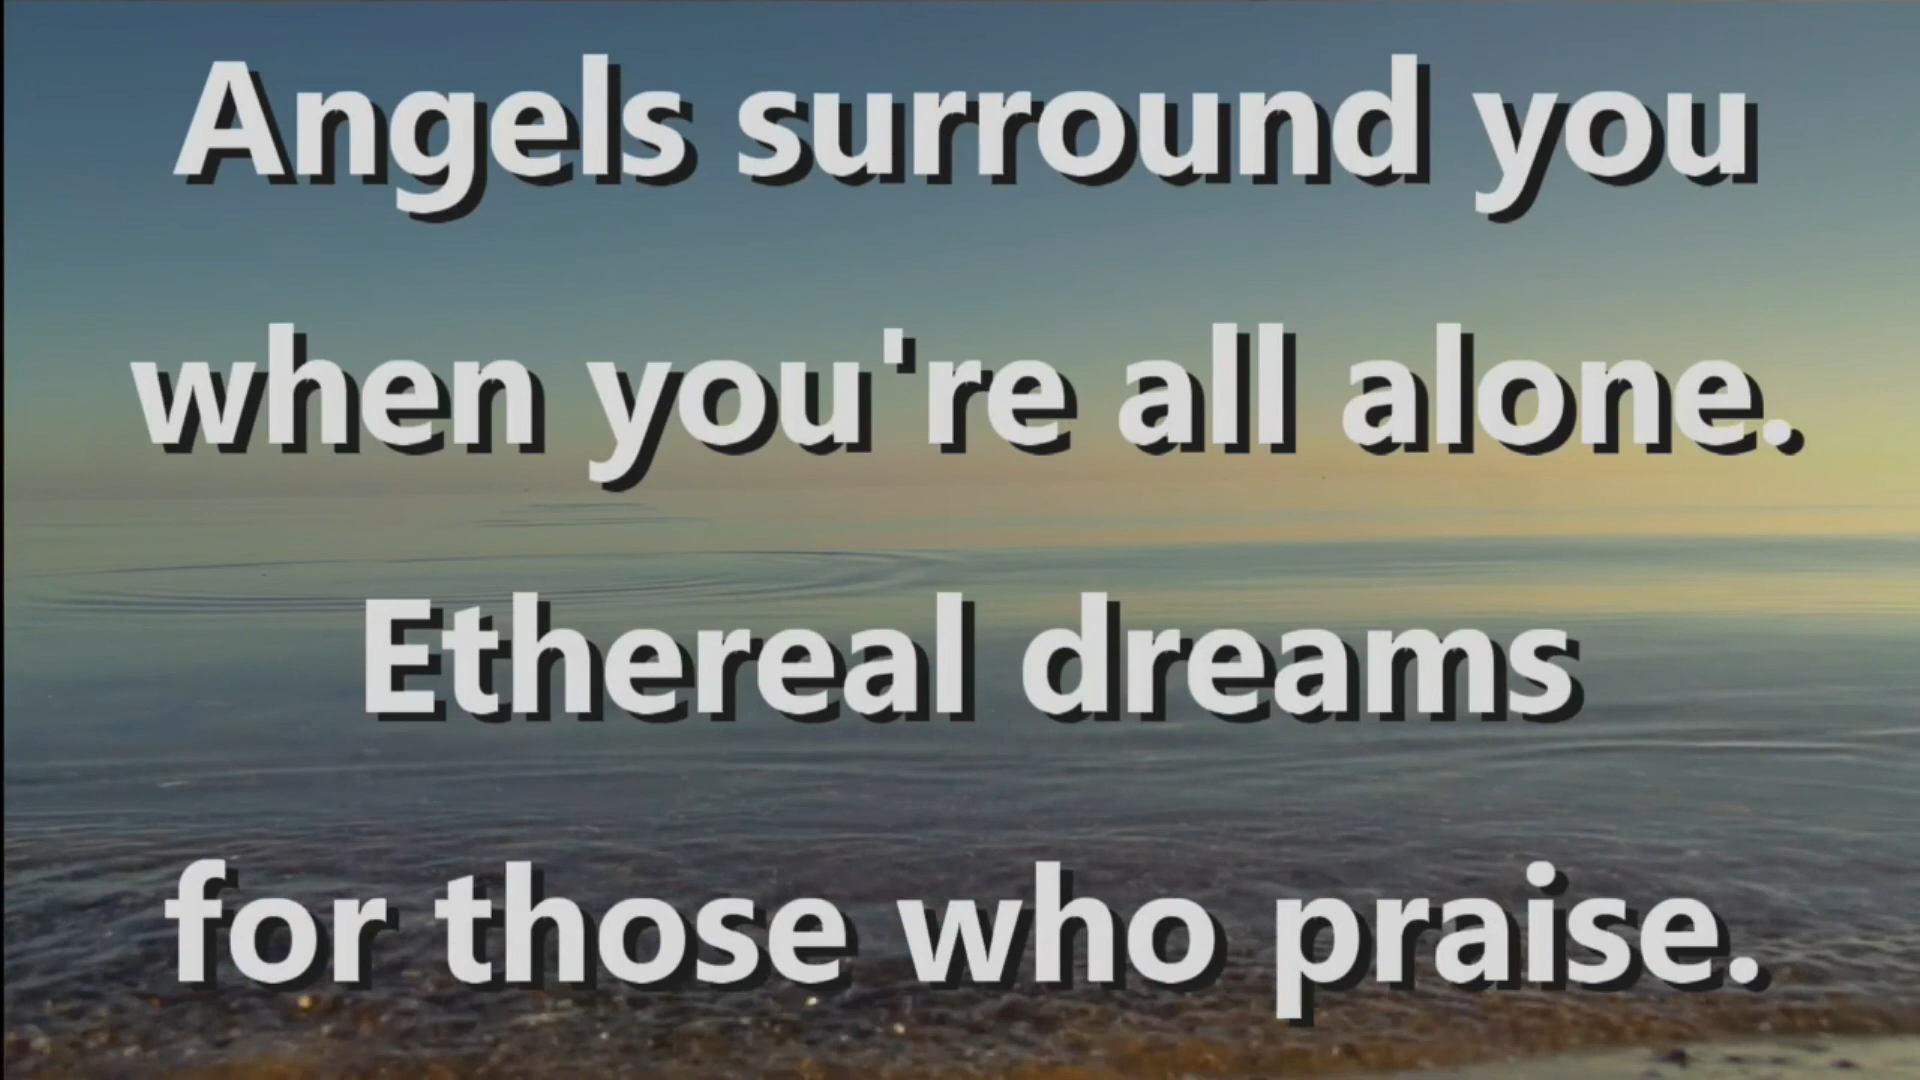 Angels surround you
when you're all alone.
Ethereal dreams
for those who praise.